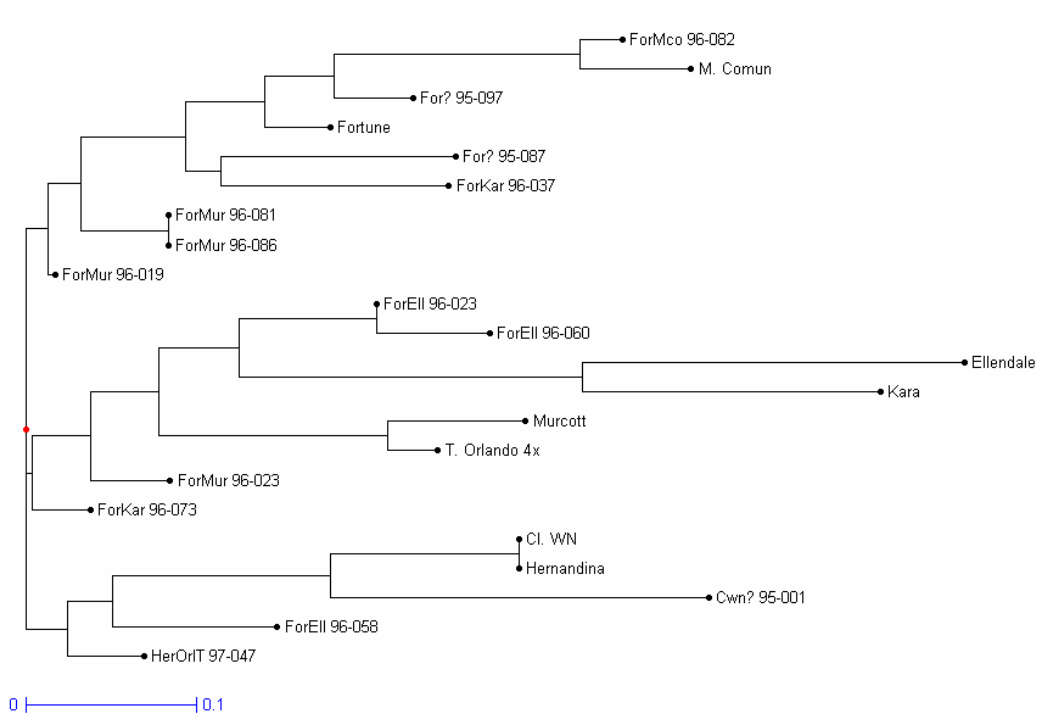 ForMco 96-082
M. Comun
For? 95-097
Fortune
For? 95-087
ForKar 96-037
ForMur 96-081
ForMur 96-086
ForMur 96-019
ForEll 96-023
ForEll 96-060
Ellendale
Kara
Murcott
T. Orlando 4x
ForMur 96-023
ForKar 96-073
Cl. WN
Hernandina
Cwn? 95-001
ForEll 96-058
HerOrlT 97-047
0 0.1